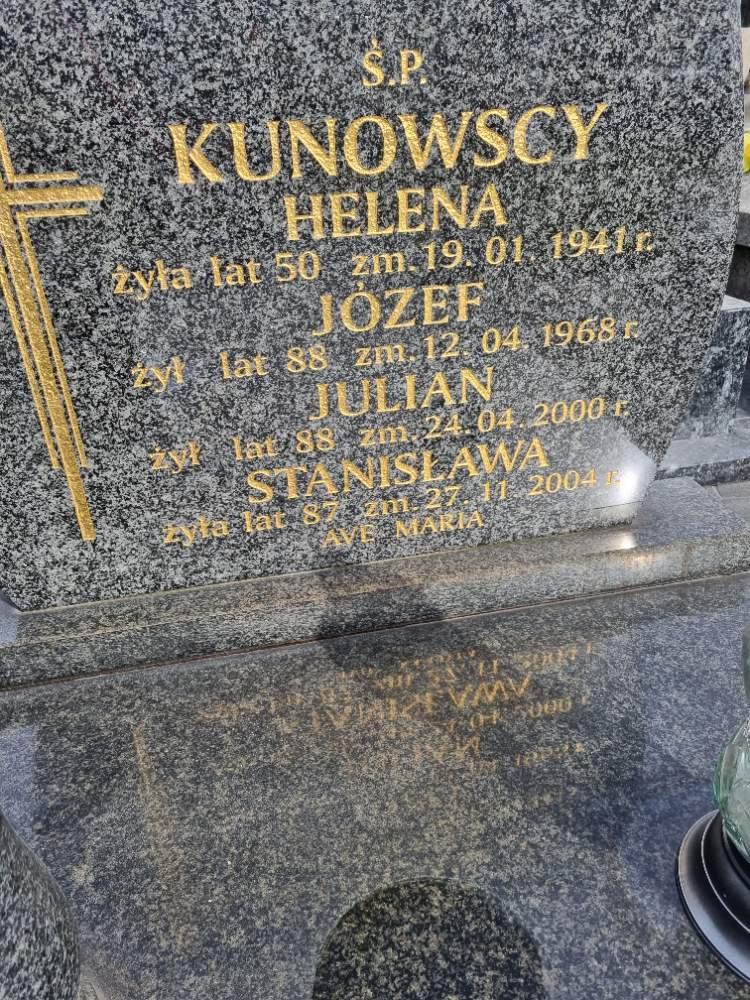 Ś.P.
KUNOWSCY
HELENA
żyła lat 50 zm. 19. 01. 1941 r.
JÓZEF
żył lat 88 zm. 12. 04. 1968 r.
JULIAN
żył lat 88 zm. 24. 04. 2000 r.
STANISŁAWA
żyła lat 87 zm. 27. 11 2004 r.
AVE MARIA